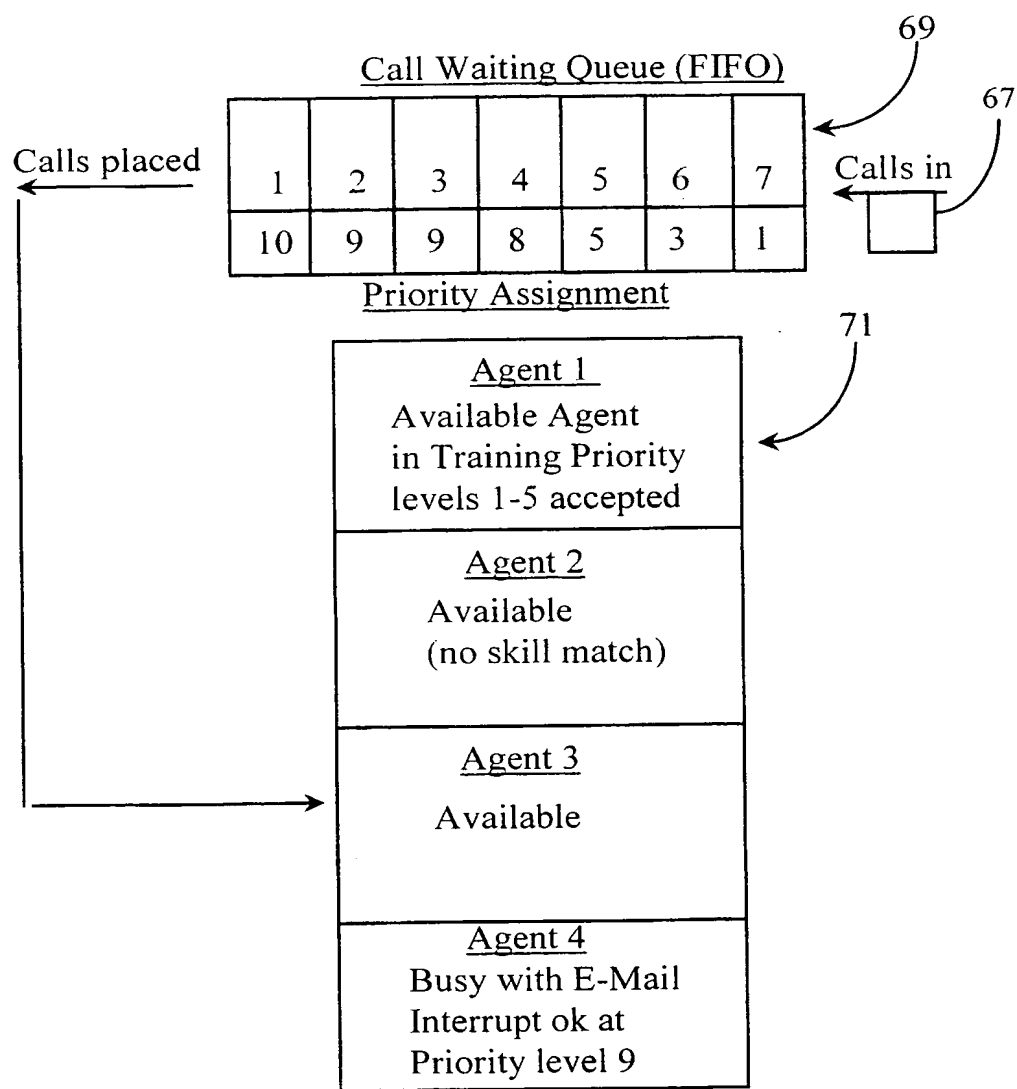 69
Call Waiting Queue (FIFO)
67
Calls placed
Calls in
1 2 3 4 5 6 7
10 9 9 8 5 3 1
Priority Assignment
71
Agent 1
Available Agent
in Training Priority
levels 1-5 accepted
Agent 2
Available
(no skill match)
Agent 3
Available
Agent 4
Busy with E-Mail
Interrupt ok at
Priority level 9